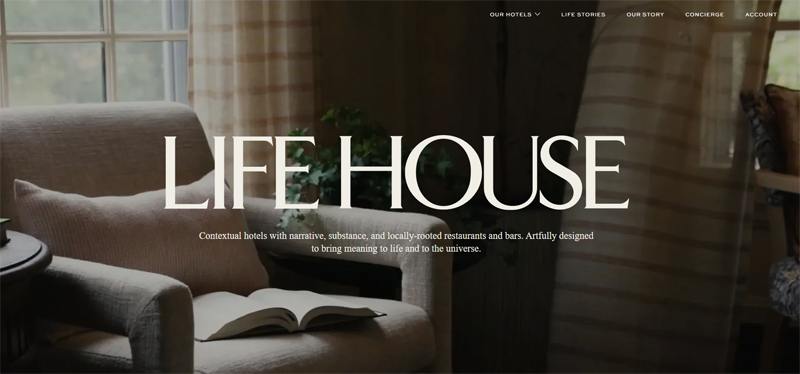 OUR HOTELS LIFE STORIES OUR STORY CONCIERGE ACCOUNT
LIFE HOUSE
Contextual hotels with narrative, substance, and locally-rooted restaurants and bars. Artfully designed
to bring meaning to life and to the universe.